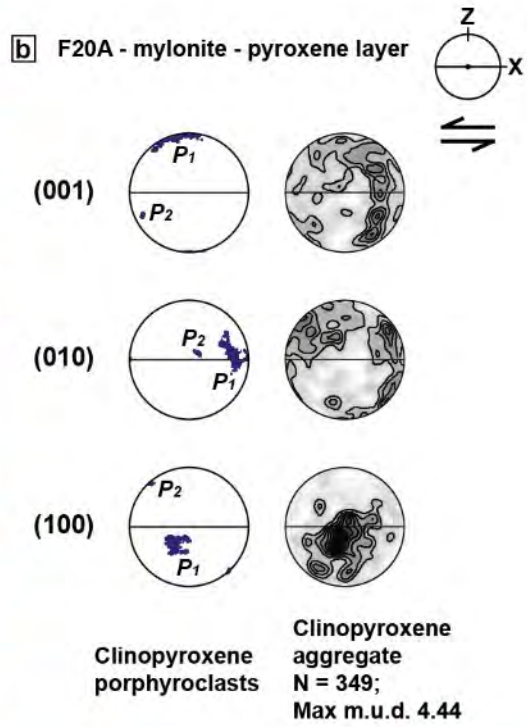 b F20A - mylonite - pyroxene layer
Z
X
(001)
P1
P2
(010)
P2
P1
(100)
P2
P1
Clinopyroxene
porphyroclasts
Clinopyroxene
aggregate
N = 349;
Max m.u.d. 4.44